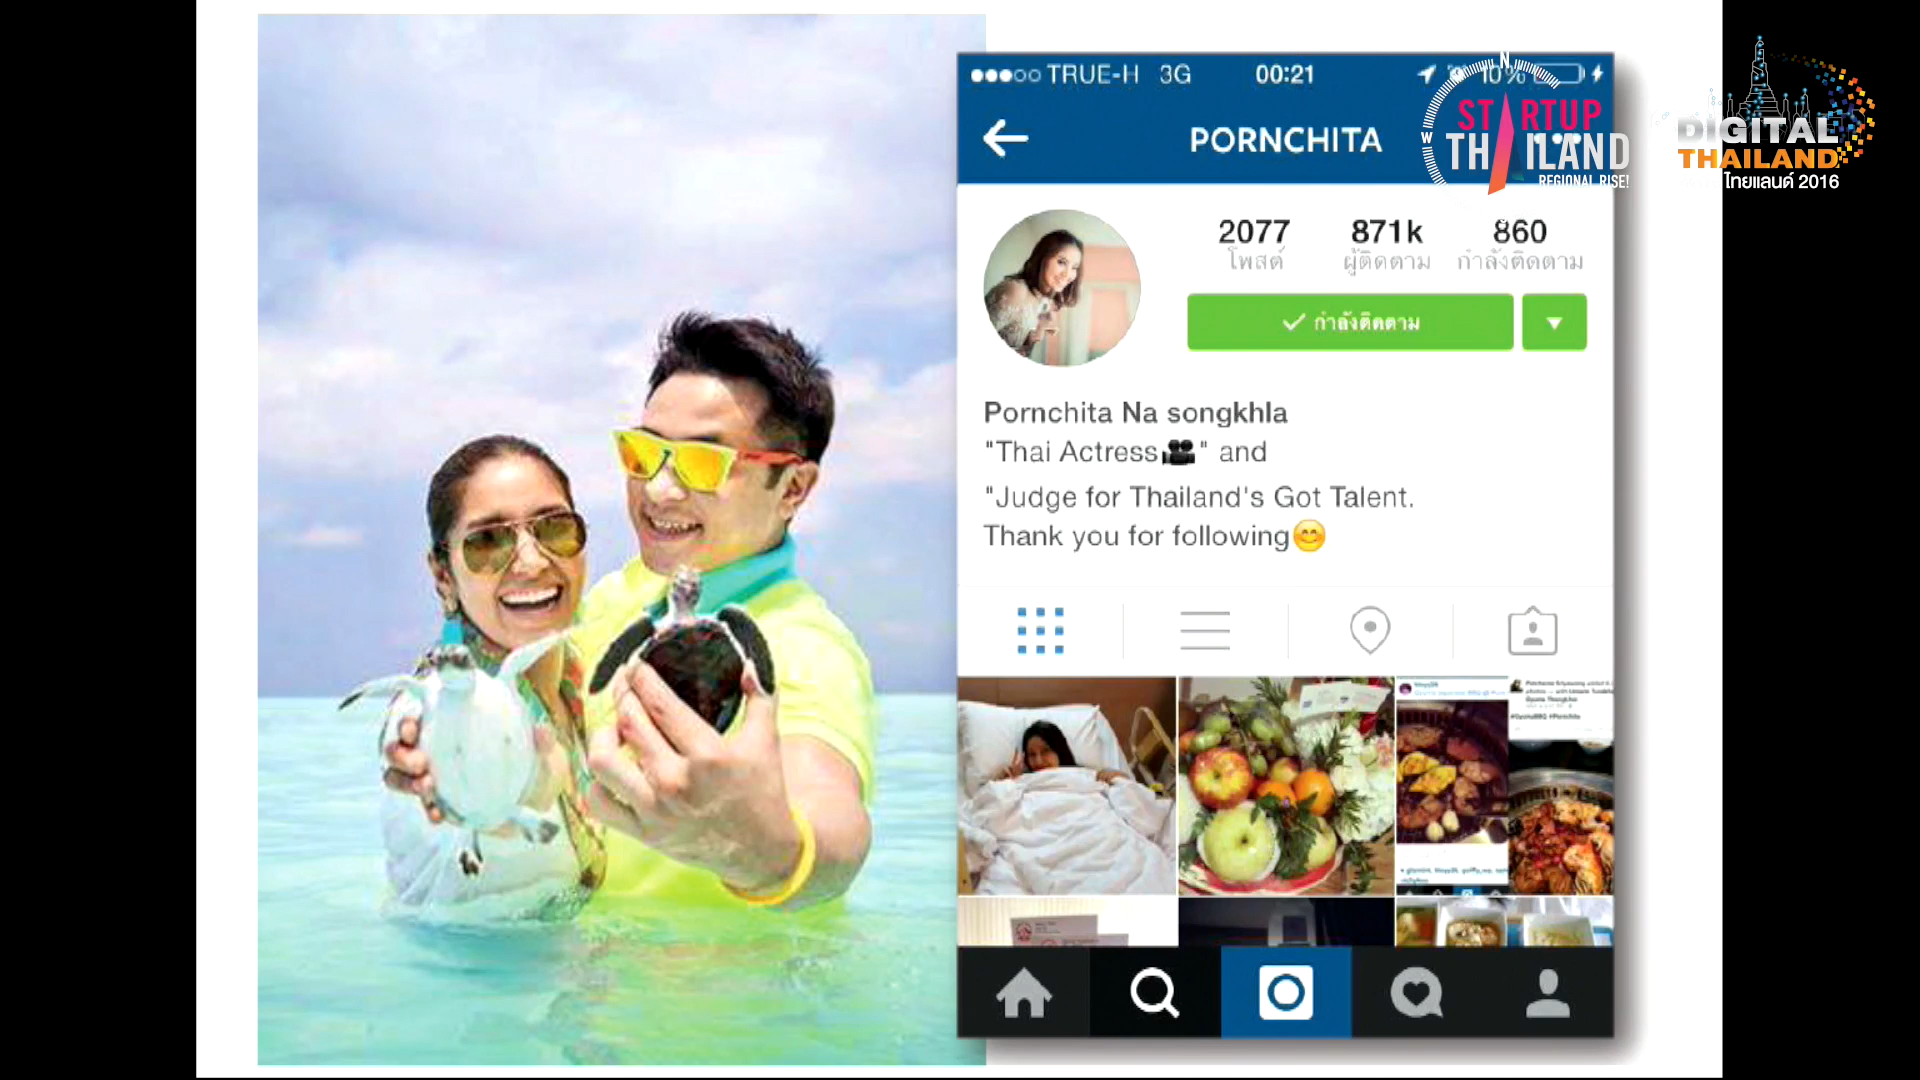 TRUE-H 3G 00:21 10%
PORNCHITA
STARTUP
THAILAND
REGIONAL RISE!
DIGITAL
THAILAND
ไทยแลนด์ 2016
2077 871k 860
โพสต์ ผู้ติดตาม กำลังติดตาม
กำลังติดตาม
Pornchita Na songkhla
"Thai Actress🎥" and
"Judge for Thailand's Got Talent.
Thank you for following😊